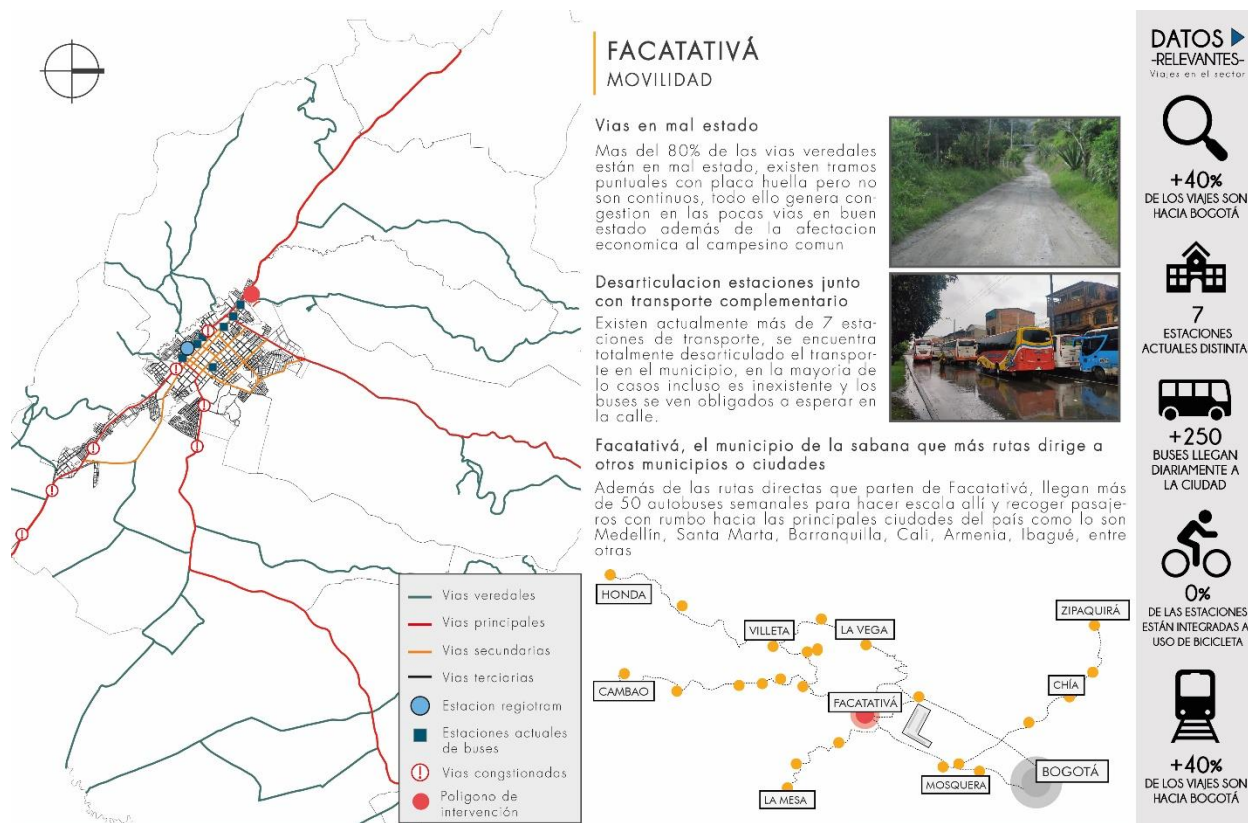 FACATATIVÁ
MOVILIDAD
Vias en mal estado
Mas del 80% de las vias veredales
están en mal estado, existen tramos
puntuales con placa huella pero no
son continuos, todo ello genera con-
gestion en las pocas vias en buen
estado además de la afectacion
economica al campesino comun
Desarticulacion estaciones junto
con transporte complementario
Existen actualmente más de 7 esta-
ciones de transporte, se encuentra
totalmente desarticulado el transpor-
te en el municipio, en la mayoria de
lo casos incluso es inexistente y los
buses se ven obligados a esperar en
la calle.
Facatativá, el municipio de la sabana que más rutas dirige a
otros municipios o ciudades
Además de las rutas directas que parten de Facatativá, llegan más
de 50 autobuses semanales para hacer escala allí y recoger pasaje-
ros con rumbo hacia las principales ciudades del país como lo son
Medellín, Santa Marta, Barranquilla, Cali, Armenia, Ibagué, entre
otras
Vias veredales
Vias principales
Vias secundarias
Vias terciarias
Estacion regiotram
Estaciones actuales
de buses
Vias congstionadas
Polígono de
intervención
HONDA
VILLETA
LA VEGA
ZIPAQUIRÁ
CAMBAO
FACATATIVÁ
CHÍA
LA MESA
MOSQUERA
BOGOTÁ
DATOS
-RELEVANTES-
Viajes en el sector
+40%
DE LOS VIAJES SON
HACIA BOGOTÁ
7
ESTACIONES
ACTUALES DISTINTA
+250
BUSES LLEGAN
DIARIAMENTE A
LA CIUDAD
0%
DE LAS ESTACIONES
ESTÁN INTEGRADAS A
USO DE BICICLETA
+40%
DE LOS VIAJES SON
HACIA BOGOTÁ